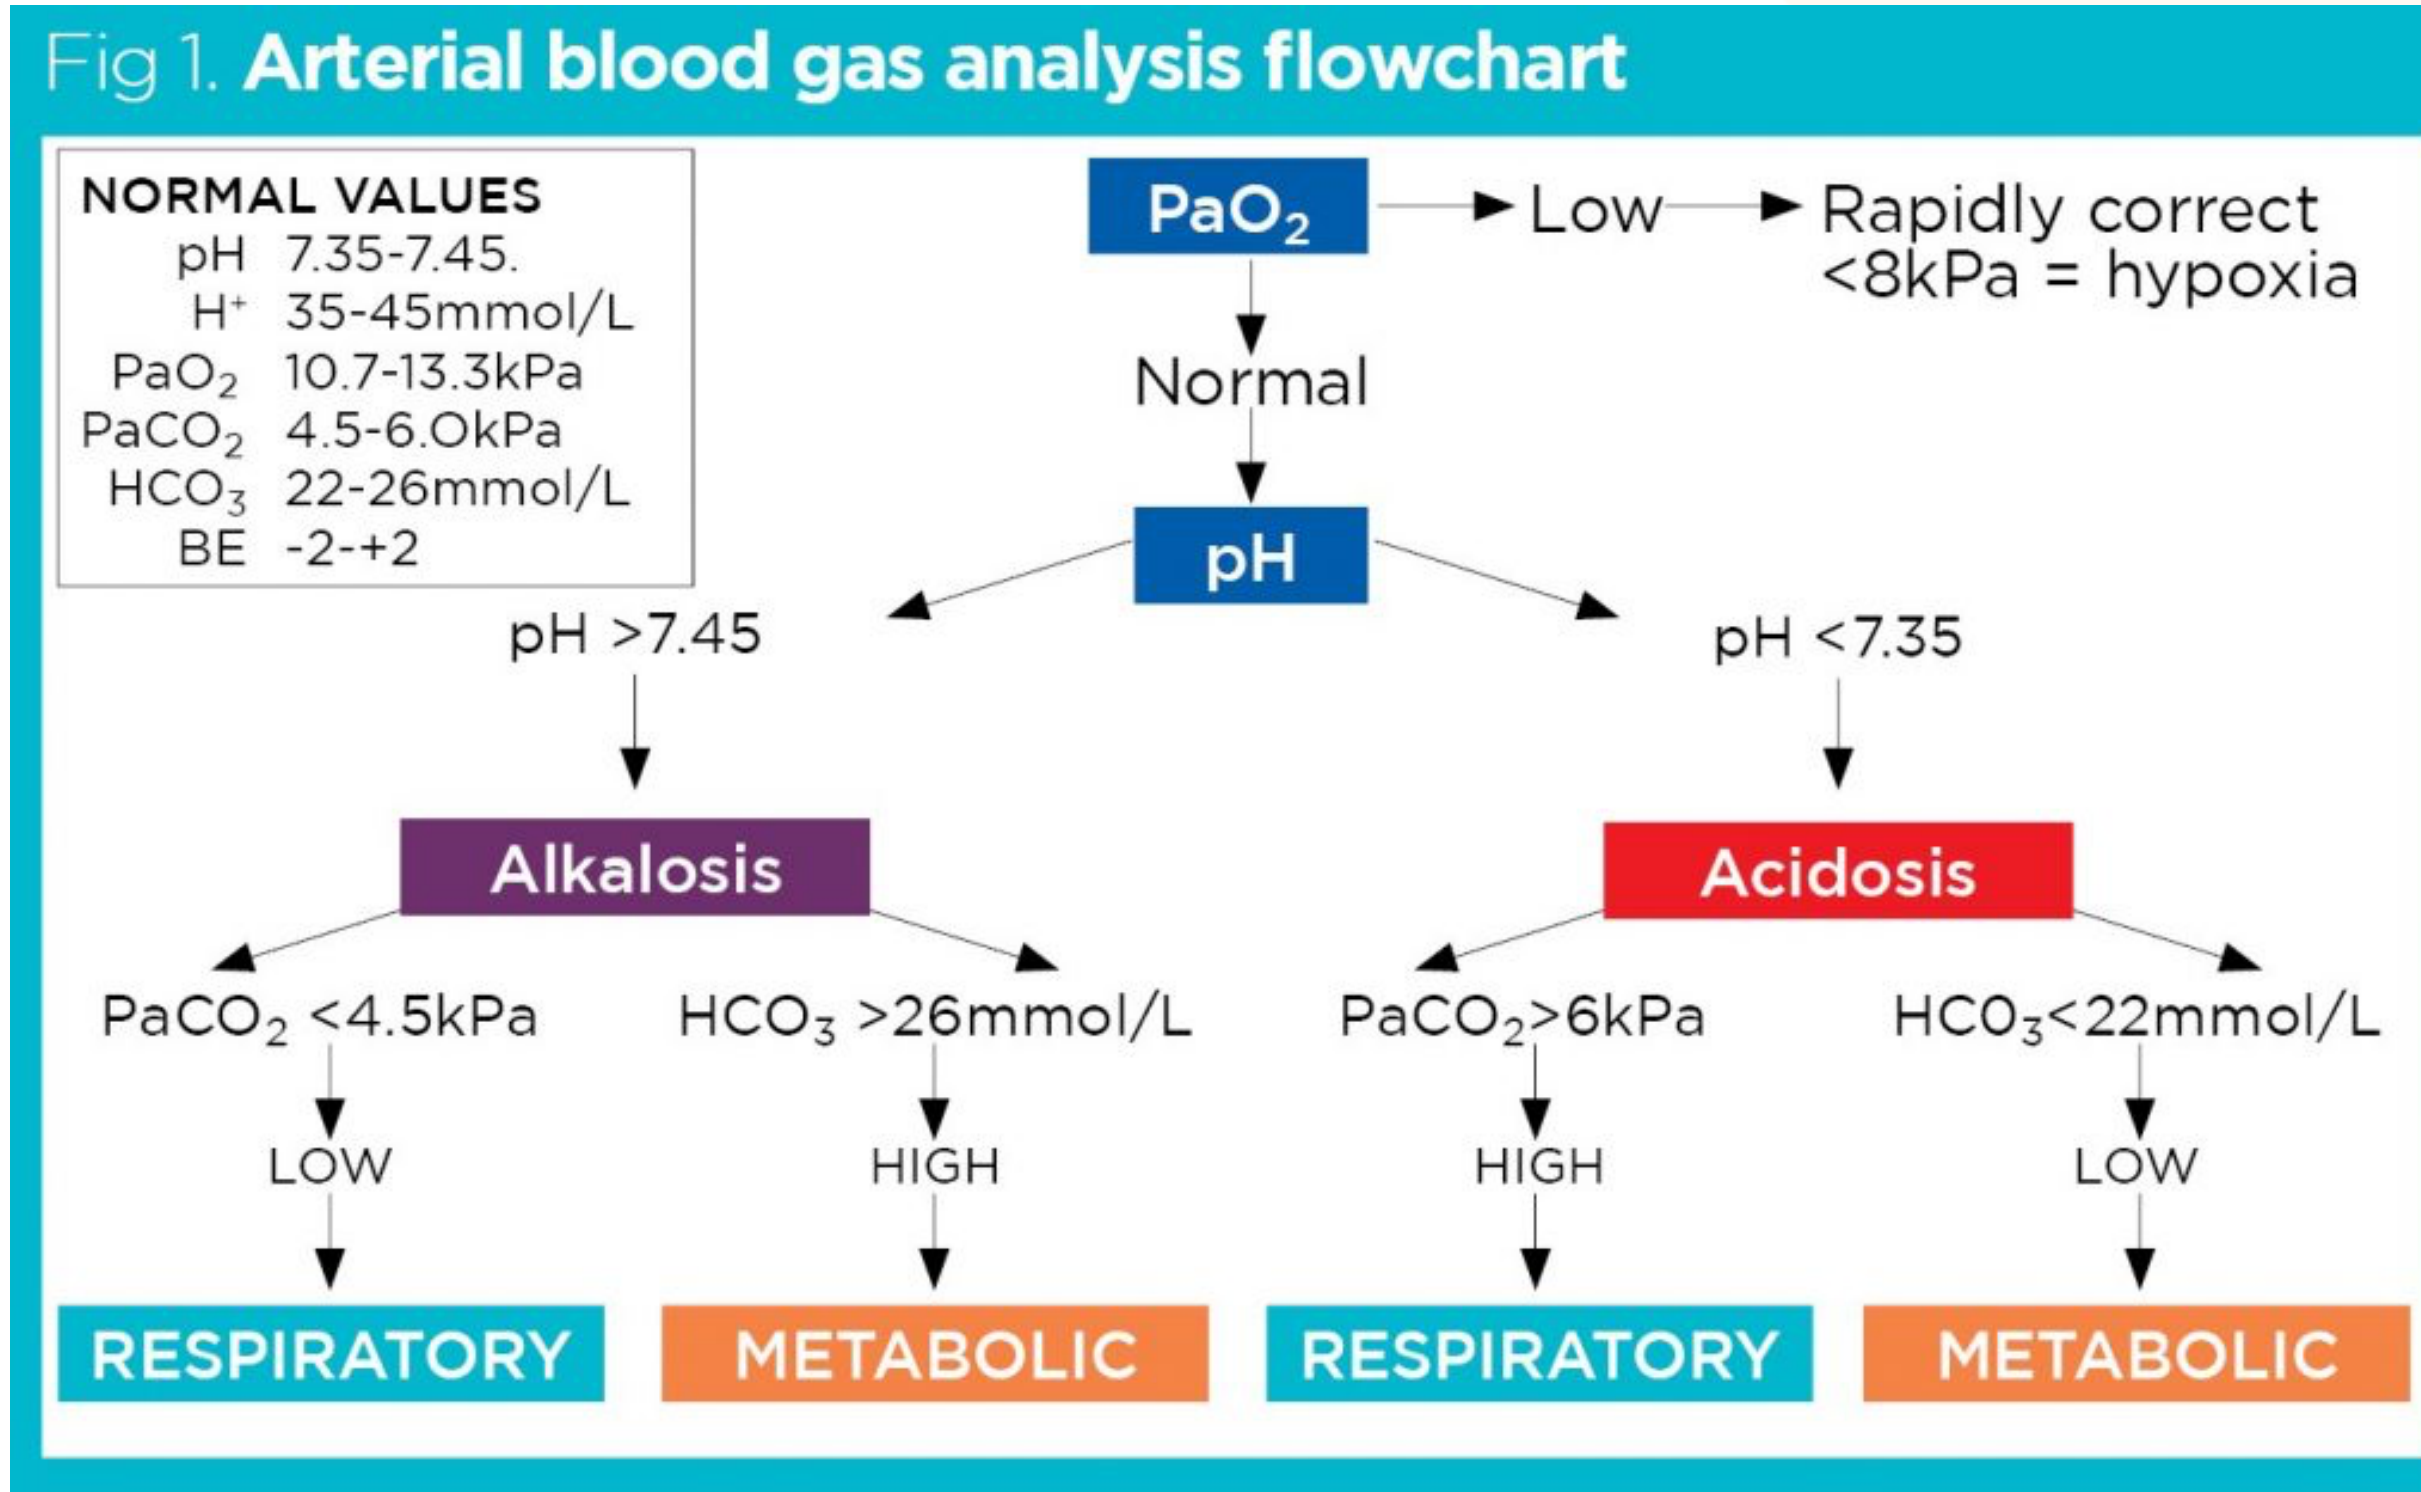 Fig 1. Arterial blood gas analysis flowchart
NORMAL VALUES
pH 7.35-7.45.
H⁺ 35-45mmol/L
PaO₂ 10.7-13.3kPa
PaCO₂ 4.5-6.OkPa
HCO₃ 22-26mmol/L
BE -2-+2
PaO₂
Low
Rapidly correct
<8kPa = hypoxia
Normal
pH
pH >7.45
pH <7.35
Alkalosis
Acidosis
PaCO₂ <4.5kPa
HCO₃ >26mmol/L
PaCO₂>6kPa
HC0₃<22mmol/L
LOW
HIGH
HIGH
LOW
RESPIRATORY
METABOLIC
RESPIRATORY
METABOLIC